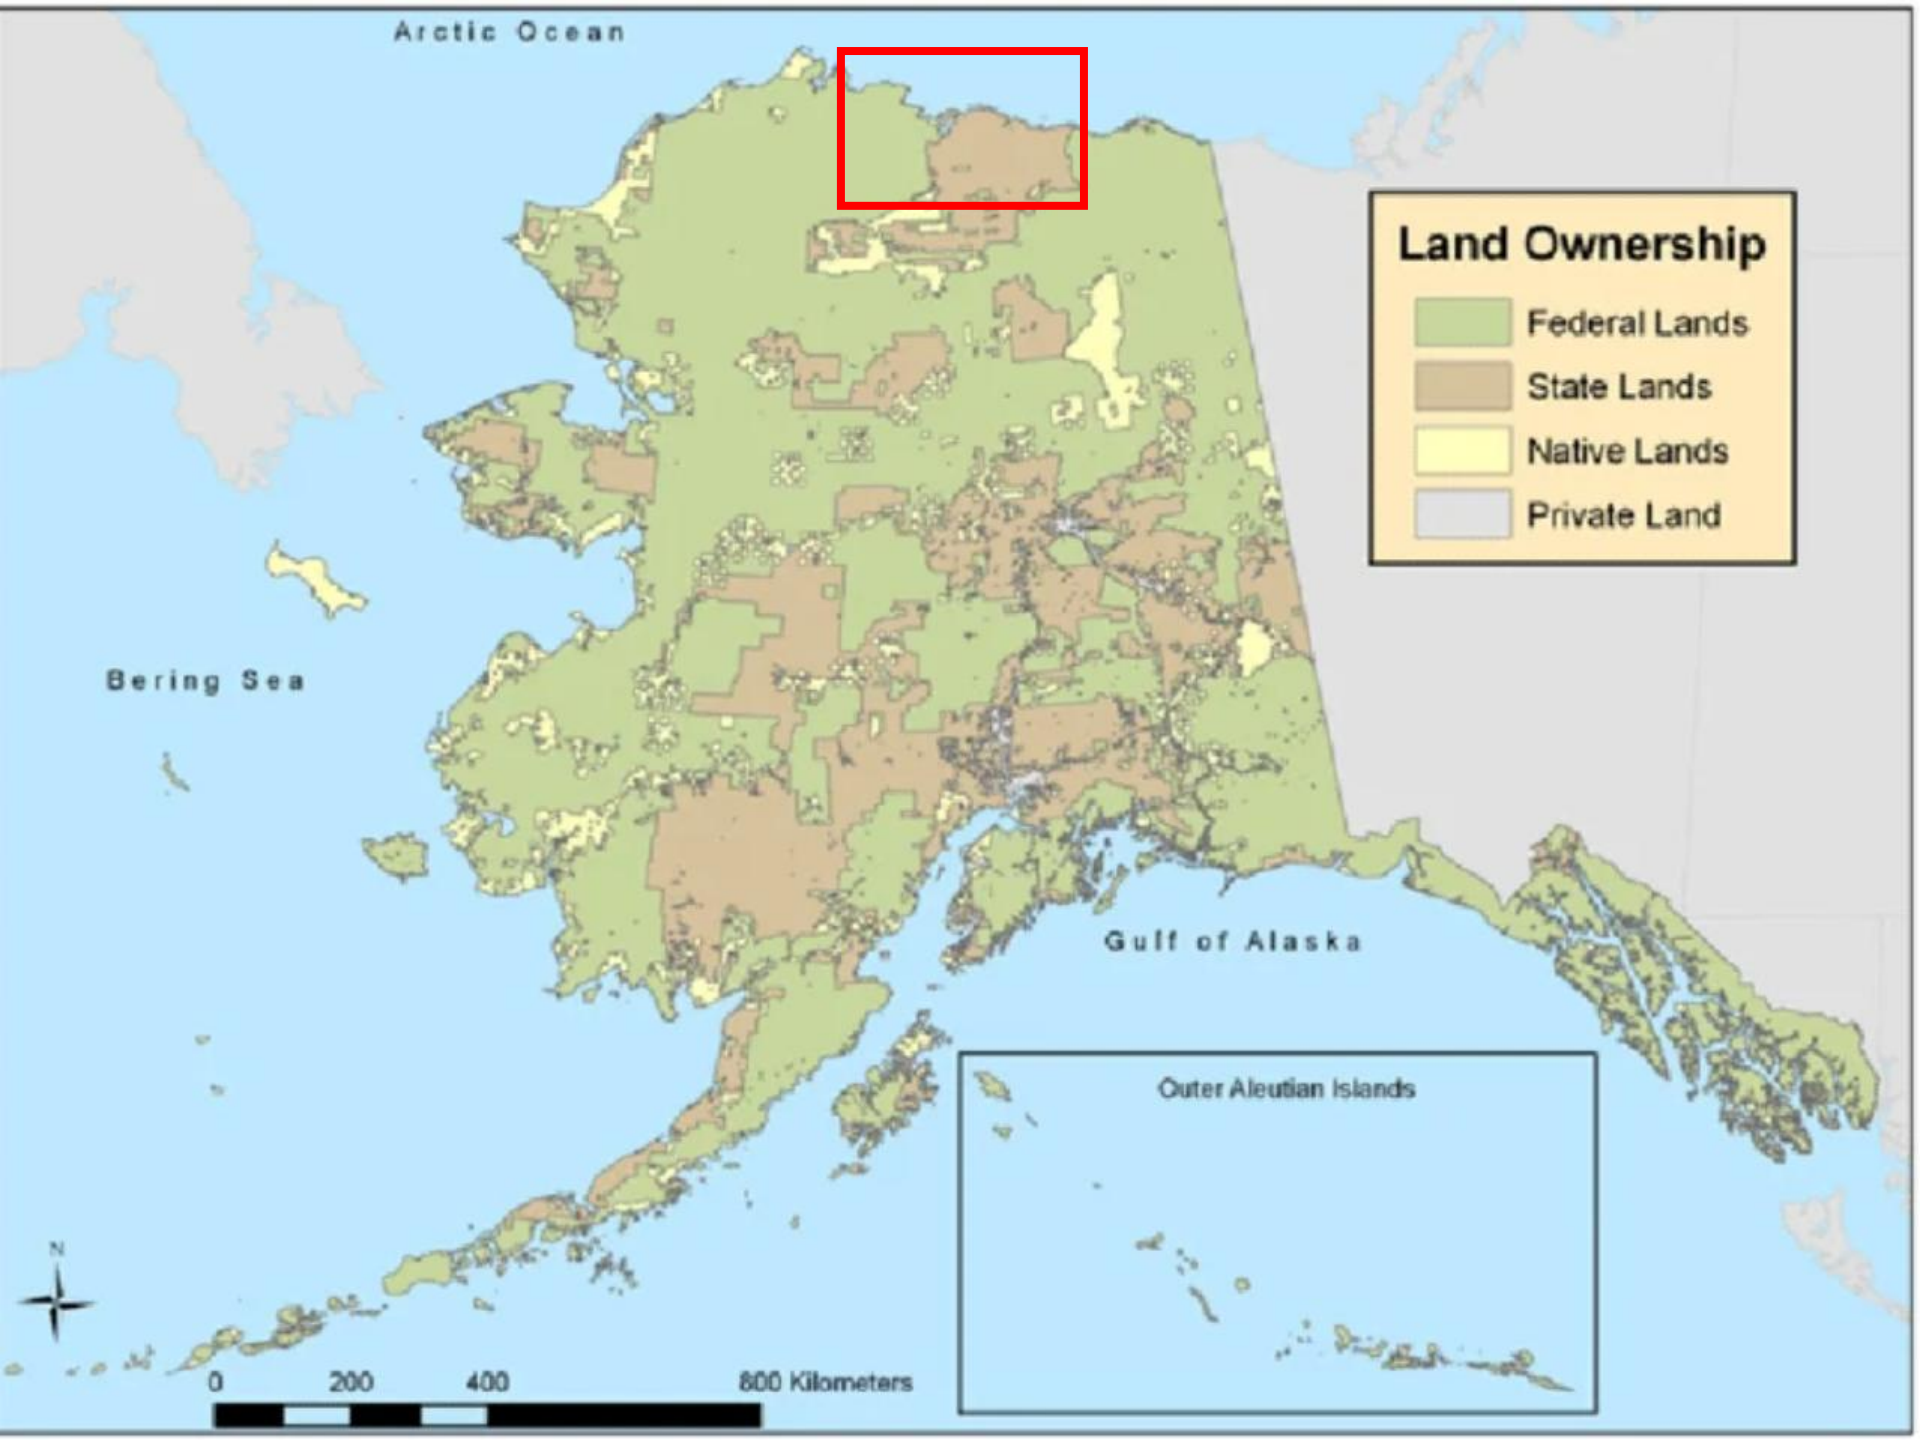 Arctic Ocean
Land Ownership
Federal Lands
State Lands
Native Lands
Private Land
Bering Sea
Gulf of Alaska
Outer Aleutian Islands
N
0 200 400 800 Kilometers